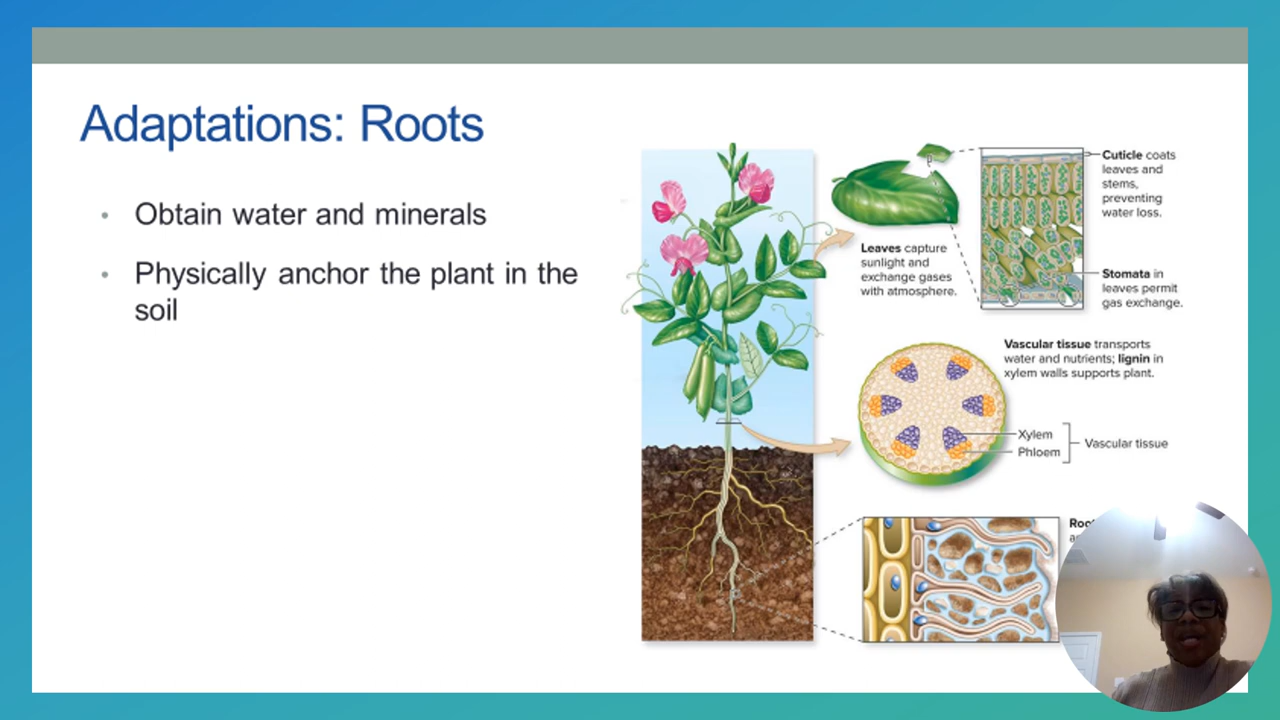 Adaptations: Roots
• Obtain water and minerals
• Physically anchor the plant in the
soil
Cuticle coats
leaves and
stems,
preventing
water loss.
Leaves capture
sunlight and
exchange gases
with atmosphere.
Stomata in
leaves permit
gas exchange.
Vascular tissue transports
water and nutrients; lignin in
xylem walls supports plant.
Xylem
Phloem
Vascular tissue